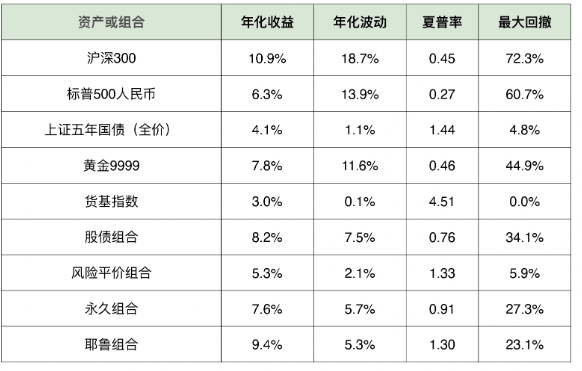 资产或组合 年化收益 年化波动 夏普率 最大回撤
沪深300 10.9% 18.7% 0.45 72.3%
标普500人民币 6.3% 13.9% 0.27 60.7%
上证五年国债（全价） 4.1% 1.1% 1.44 4.8%
黄金9999 7.8% 11.6% 0.46 44.9%
货基指数 3.0% 0.1% 4.51 0.0%
股债组合 8.2% 7.5% 0.76 34.1%
风险平价组合 5.3% 2.1% 1.33 5.9%
永久组合 7.6% 5.7% 0.91 27.3%
耶鲁组合 9.4% 5.3% 1.30 23.1%